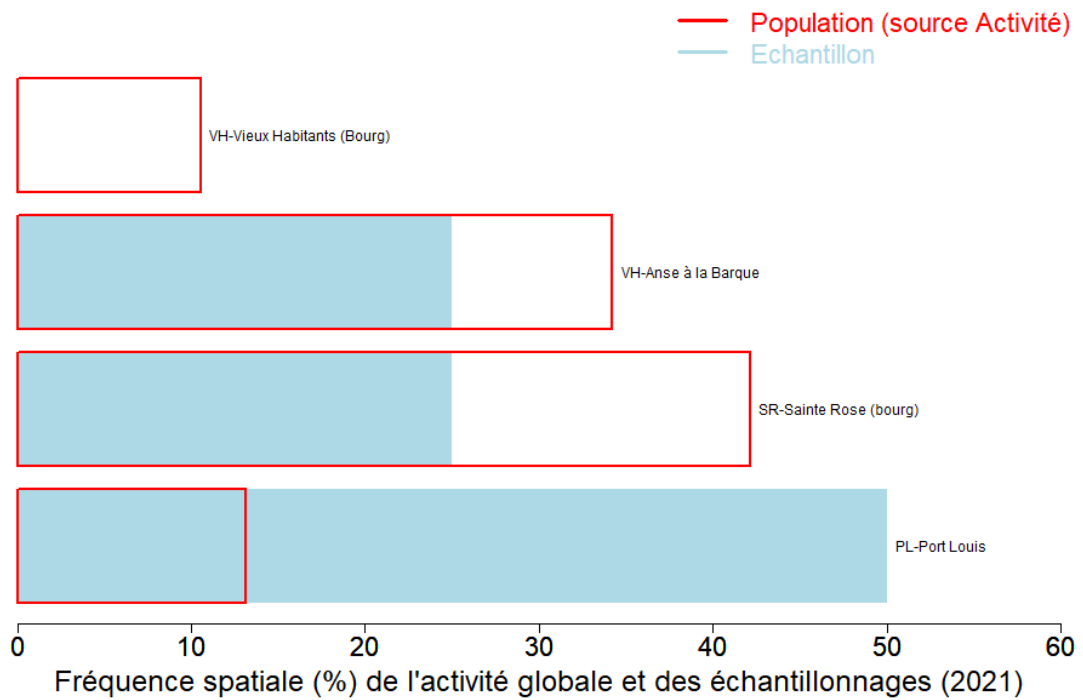 Population (source Activité)
Echantillon
VH-Vieux Habitants (Bourg)
VH-Anse à la Barque
SR-Sainte Rose (bourg)
PL-Port Louis
0 10 20 30 40 50 60
Fréquence spatiale (%) de l'activité globale et des échantillonnages (2021)